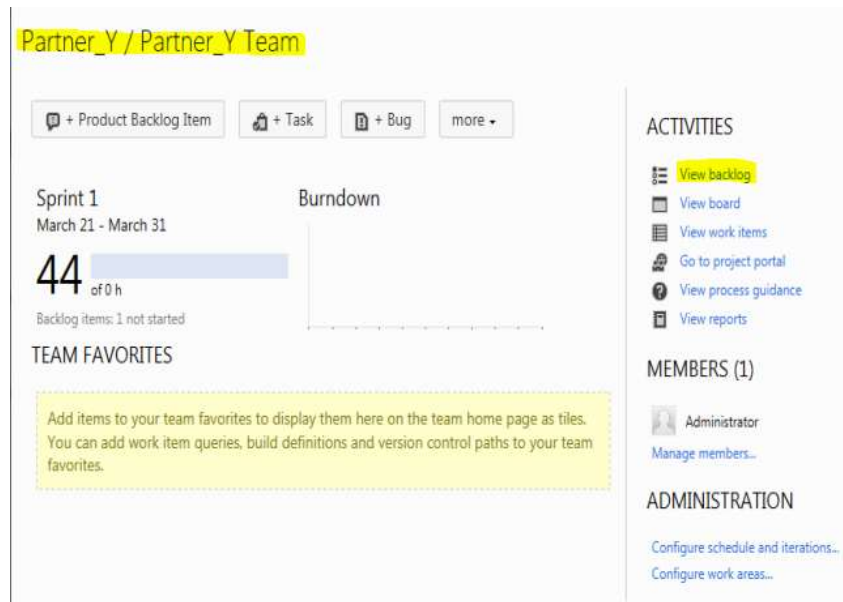 Partner_Y / Partner_Y Team
+ Product Backlog Item
+ Task
+ Bug
more
Sprint 1
March 21 - March 31
Burndown
44
of 0 h
Backlog items: 1 not started
TEAM FAVORITES
Add items to your team favorites to display them here on the team home page as tiles.
You can add work item queries, build definitions and version control paths to your team
favorites.
ACTIVITIES
View backlog
View board
View work items
Go to project portal
View process guidance
View reports
MEMBERS (1)
Administrator
Manage members...
ADMINISTRATION
Configure schedule and iterations...
Configure work areas...